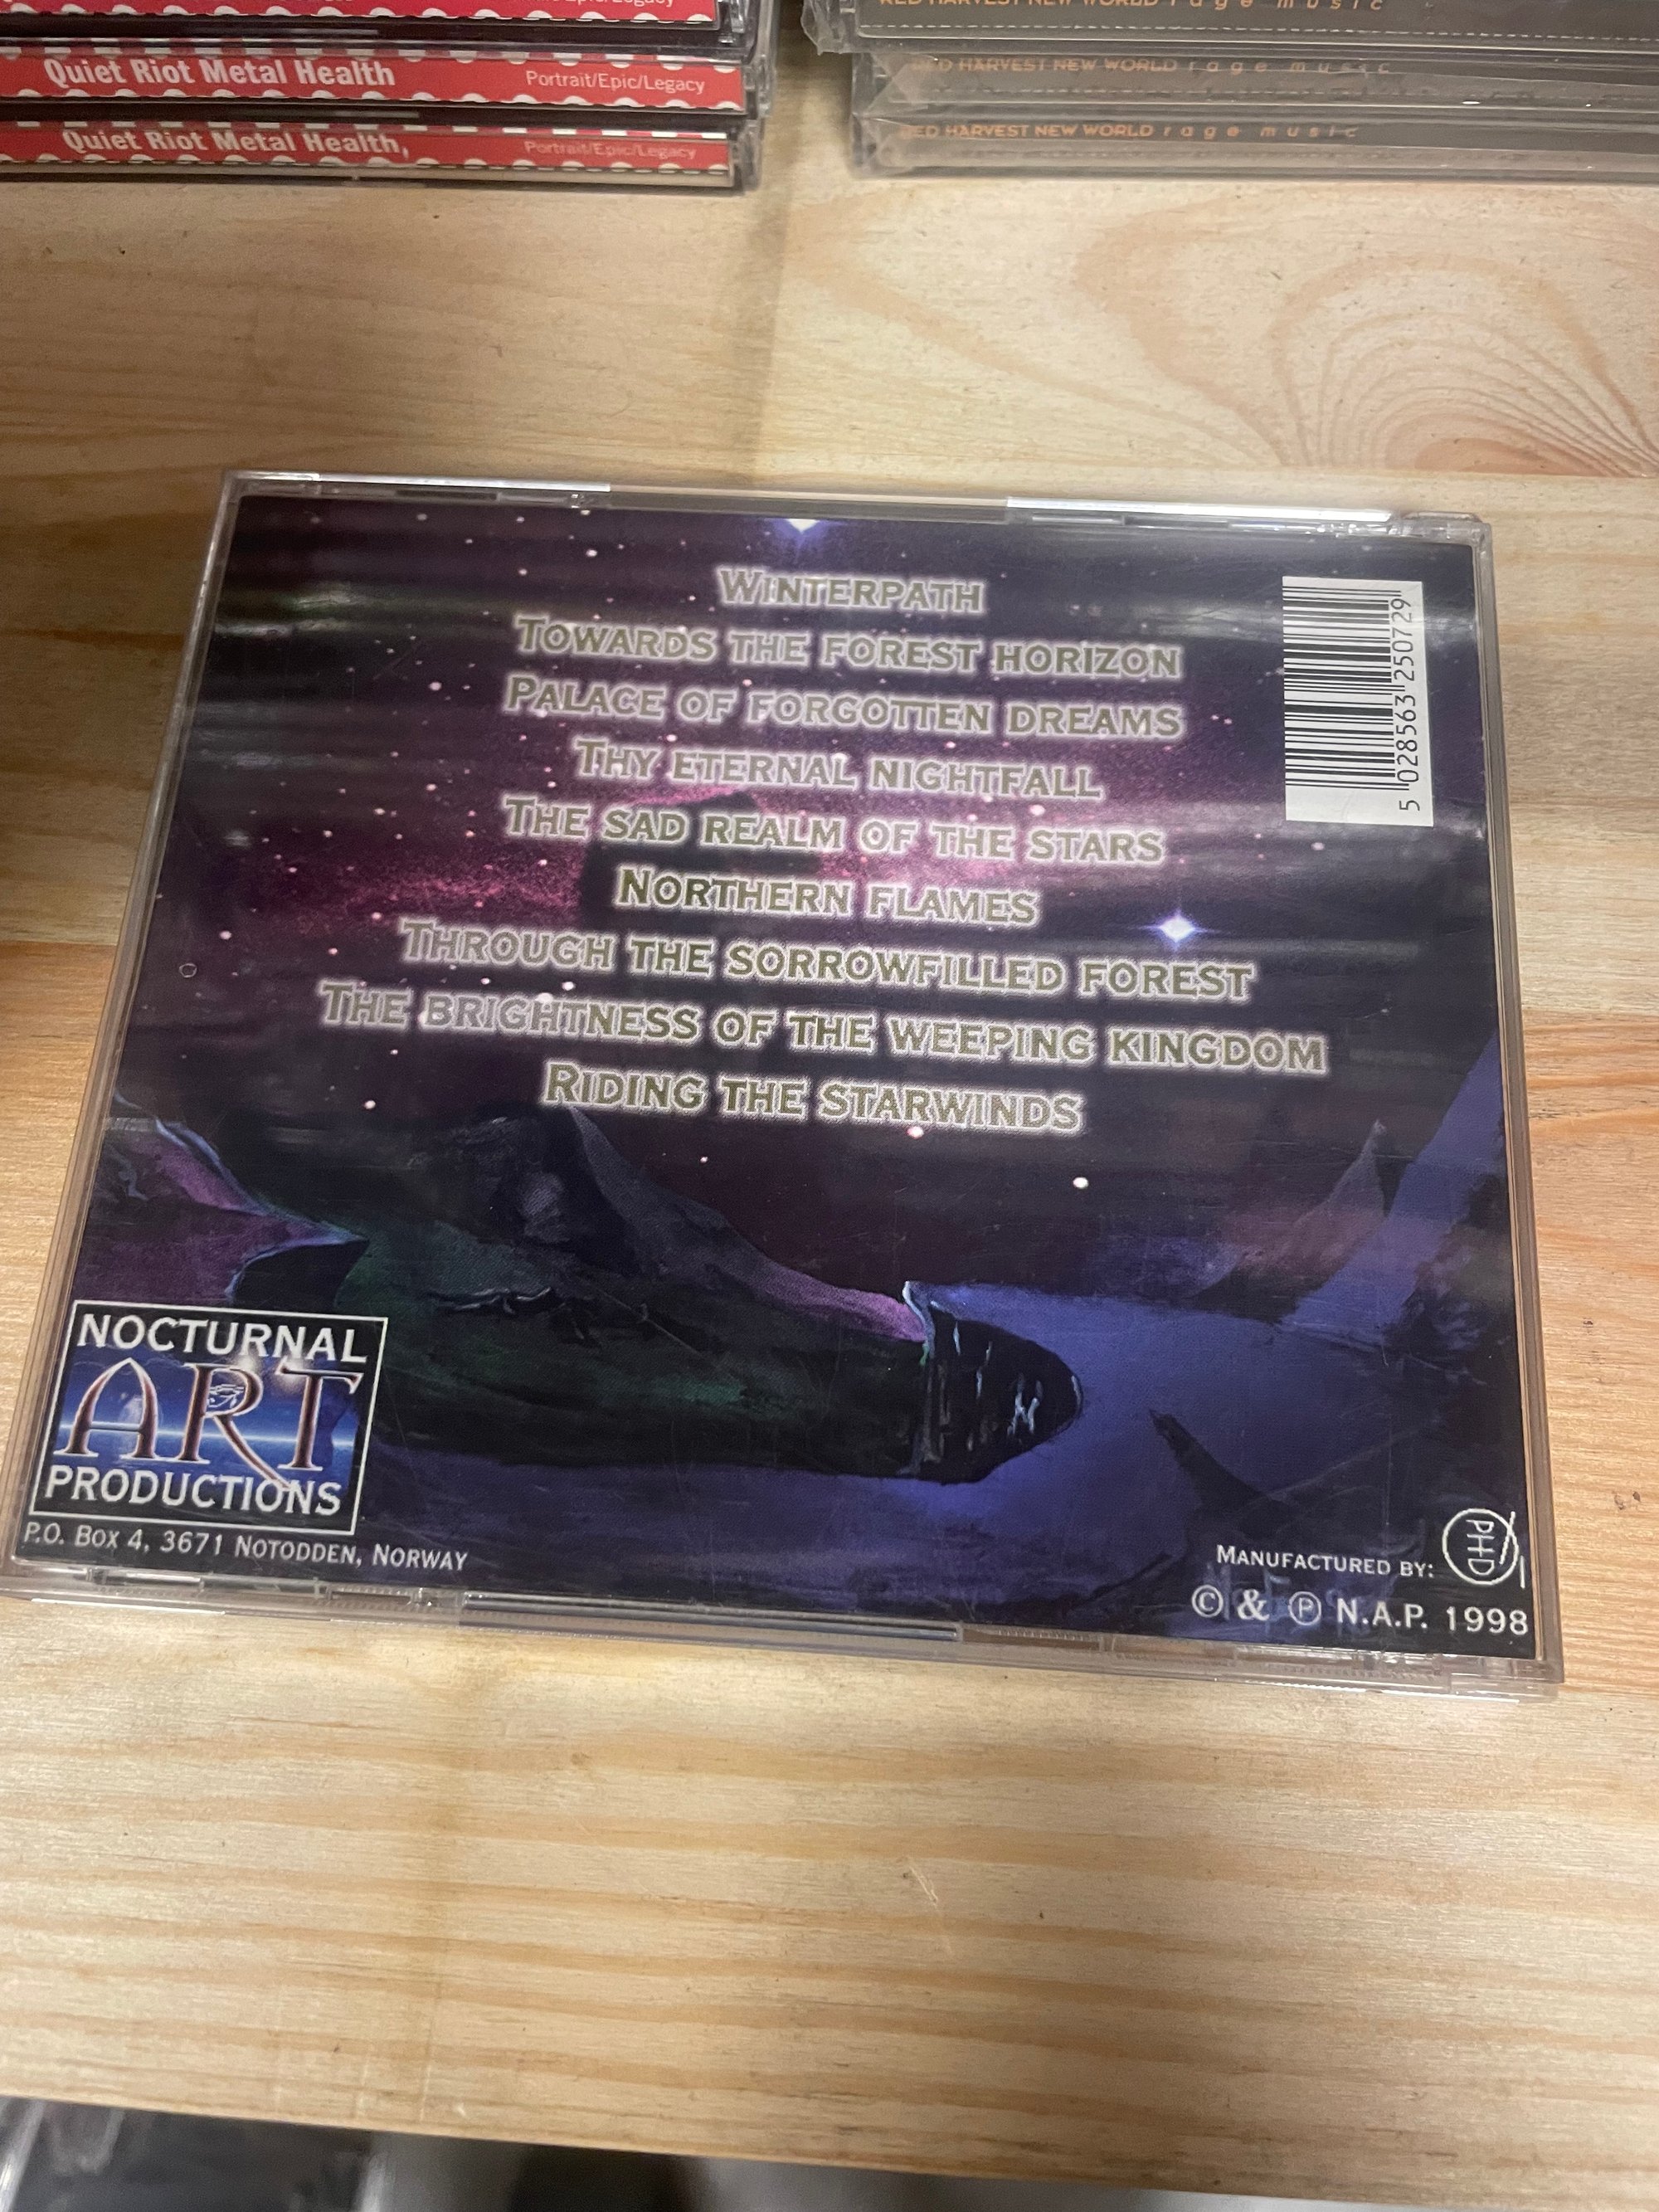 Quiet Riot Metal Health Portrait/Epic/Legacy
Quiet Riot Metal Health, Portrait/Epic/Legacy
RED HARVEST NEW WORLD rage music
RED HARVEST NEW WORLD rage music
RED HARVEST NEW WORLD rage music
WINTERPATH
TOWARDS THE FOREST HORIZON
PALACE OF FORGOTTEN DREAMS
THY ETERNAL NIGHTFALL
THE SAD REALM OF THE STARS
NORTHERN FLAMES
THROUGH THE SORROWFILLED FOREST
THE BRIGHTNESS OF THE WEEPING KINGDOM
RIDING THE STARWINDS
5 028563 250729
NOCTURNAL
ART
PRODUCTIONS
P.O. BOX 4, 3671 NOTODDEN, NORWAY
MANUFACTURED BY: PHD
© & ℗ N.A.P. 1998